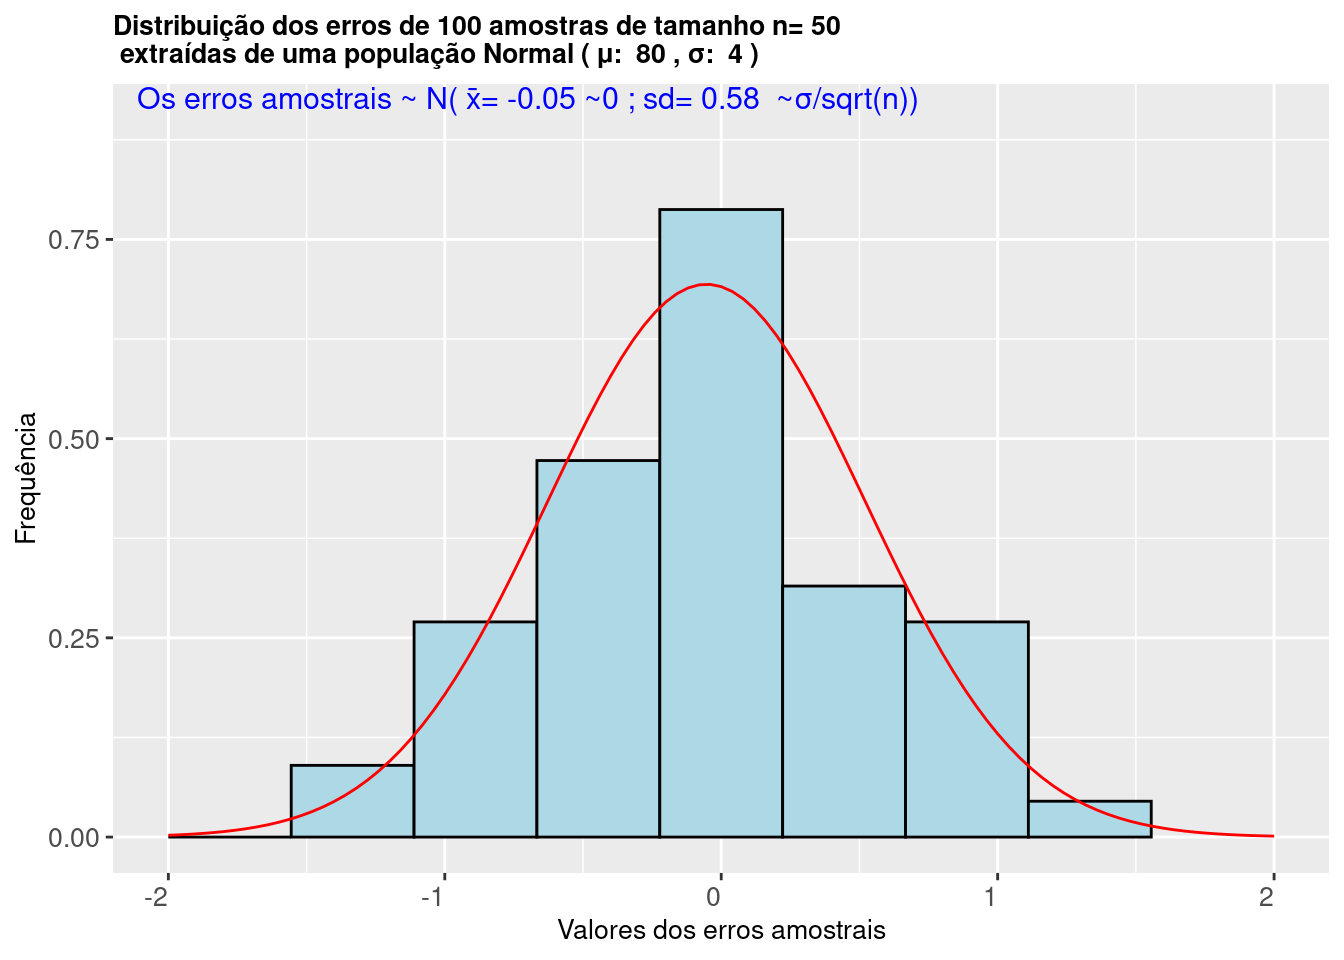 Distribuição dos erros de 100 amostras de tamanho n= 50
extraídas de uma população Normal ( μ:  80 , σ:  4 )
Os erros amostrais ~ N( x̄= -0.05 ~0 ; sd= 0.58  ~σ/sqrt(n))
0.75
0.50
0.25
0.00
Frequência
-2
-1
0
1
2
Valores dos erros amostrais